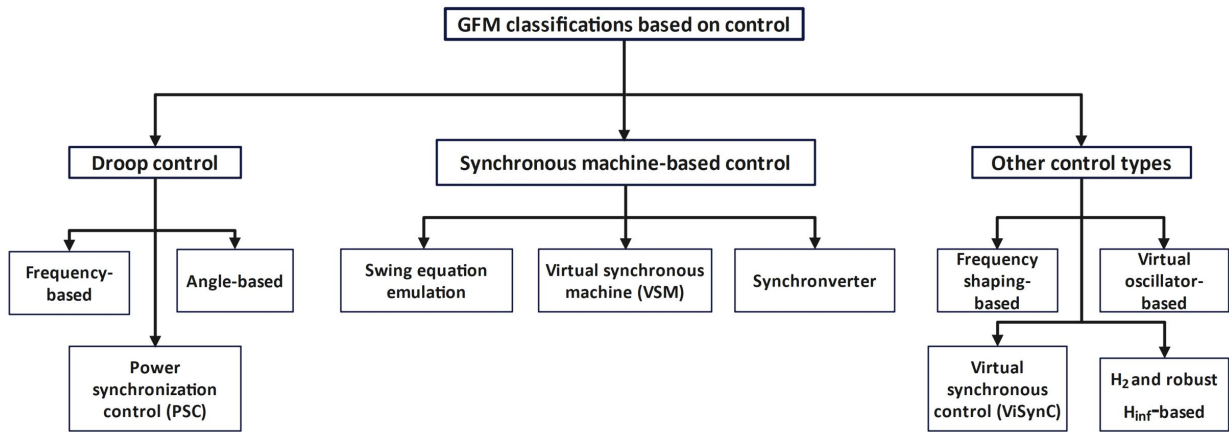 GFM classifications based on control
Droop control
Synchronous machine-based control
Other control types
Frequency-
based
Angle-based
Power
synchronization
control (PSC)
Swing equation
emulation
Virtual synchronous
machine (VSM)
Synchronverter
Frequency
shaping-
based
Virtual
oscillator-
based
Virtual
synchronous
control (ViSynC)
H₂ and robust
Hinf-based